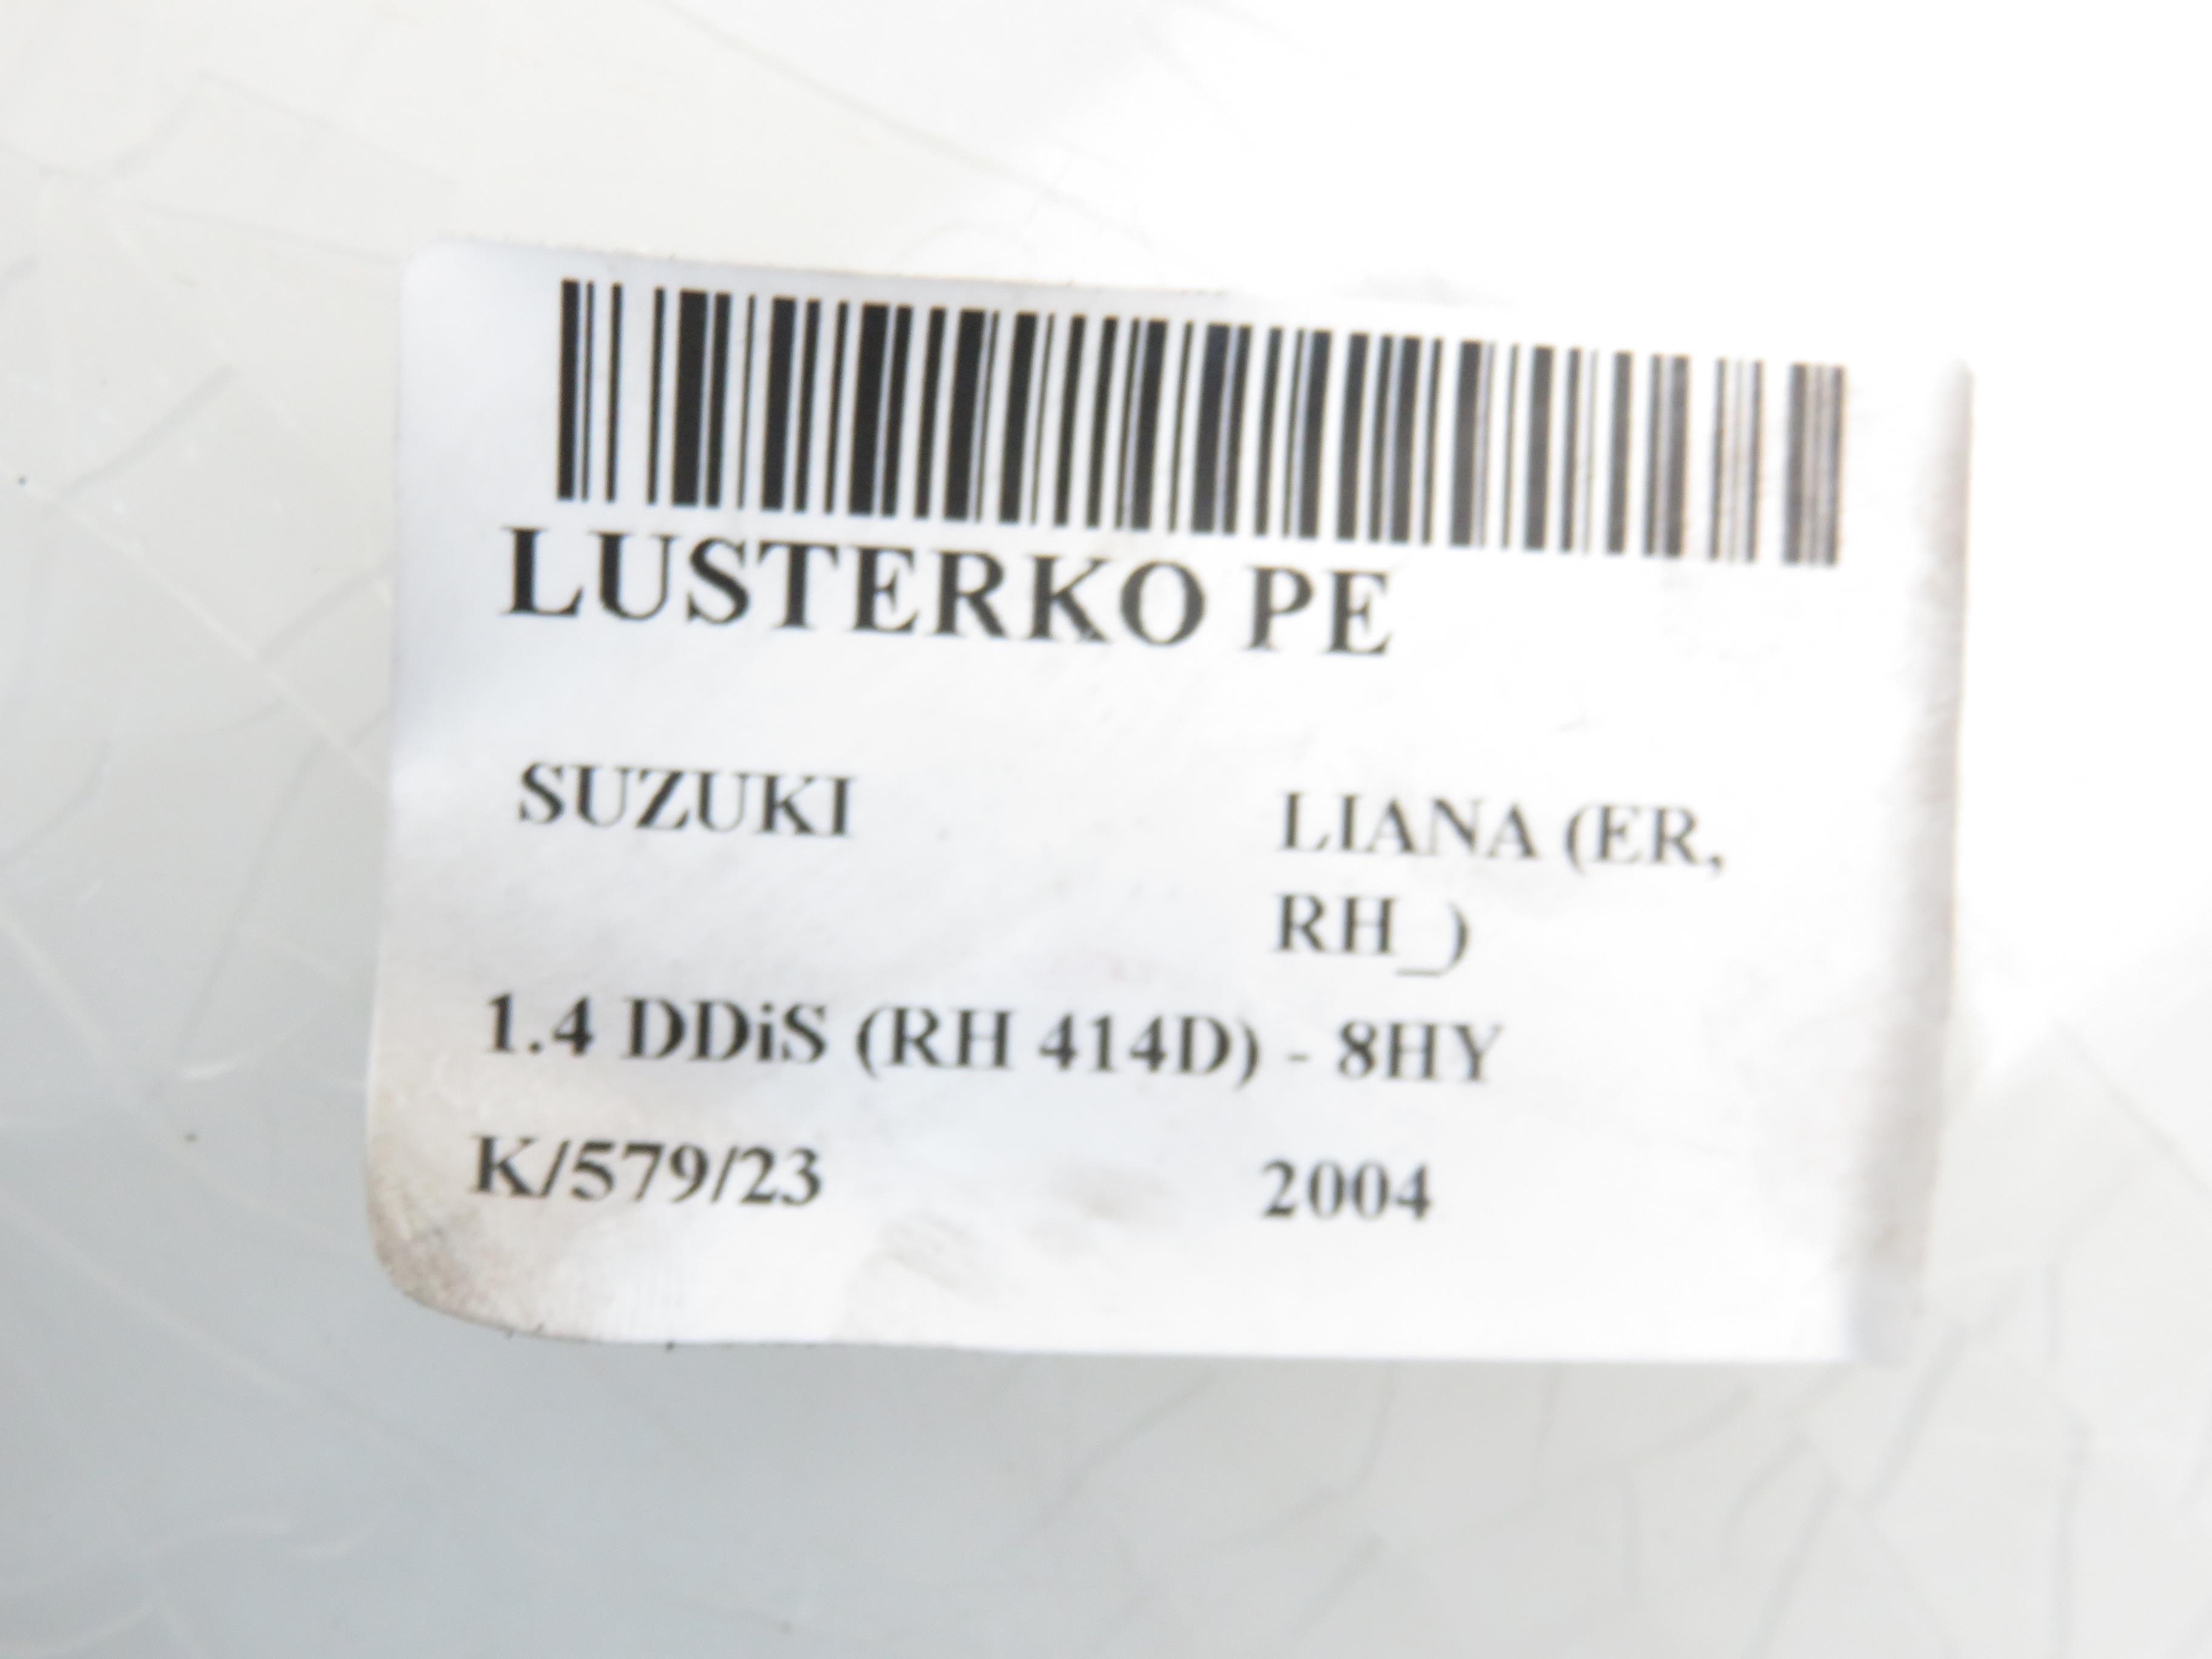 LUSTERKO PE
SUZUKI
LIANA (ER,
RH_)
1.4 DDiS (RH 414D) - 8HY
K/579/23
2004